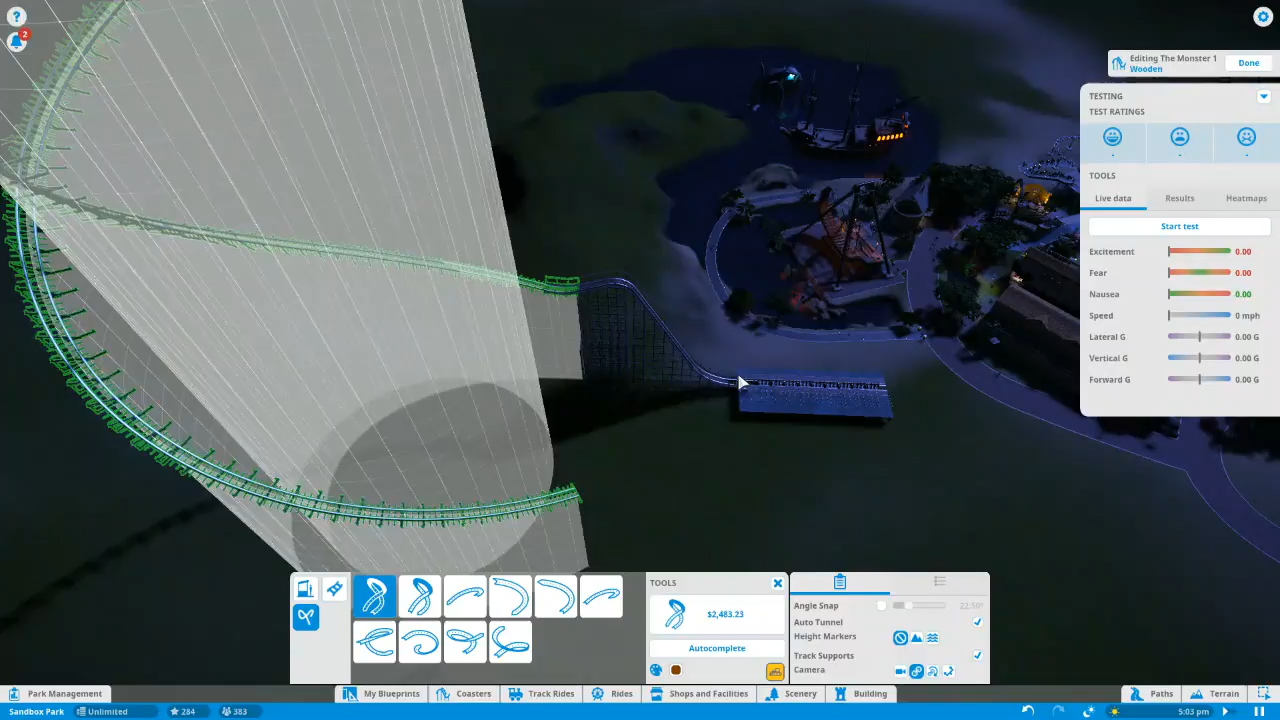 ?
2
Editing The Monster 1
Wooden
Done
TESTING
TEST RATINGS
- - -
TOOLS
Live data Results Heatmaps
Start test
Excitement 0.00
Fear 0.00
Nausea 0.00
Speed 0 mph
Lateral G 0.00 G
Vertical G 0.00 G
Forward G 0.00 G
TOOLS
$2,483.23
Autocomplete
Angle Snap 22.50°
Auto Tunnel
Height Markers
Track Supports
Camera
Park Management My Blueprints Coasters Track Rides Rides Shops and Facilities Scenery Building Paths Terrain
Sandbox Park Unlimited 284 383 5:03 pm